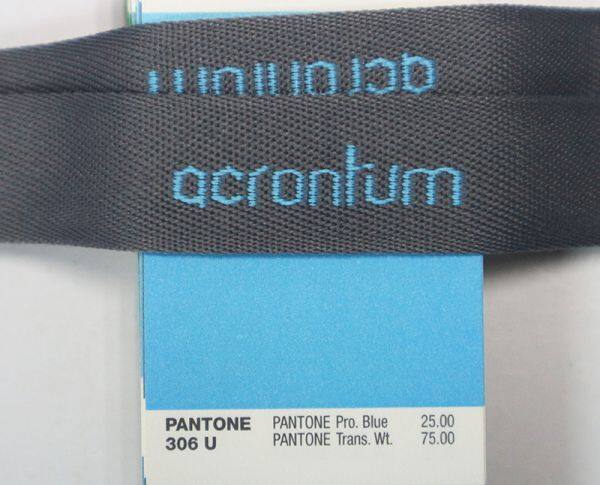 acrontum
acrontum
PANTONE PANTONE Pro. Blue 25.00
306 U PANTONE Trans. Wt. 75.00